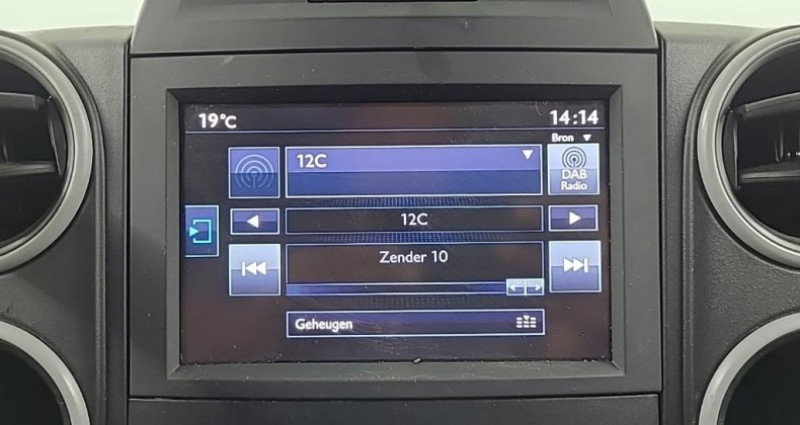 19°C 14:14
Bron
12C
DAB
Radio
12C
Zender 10
Geheugen